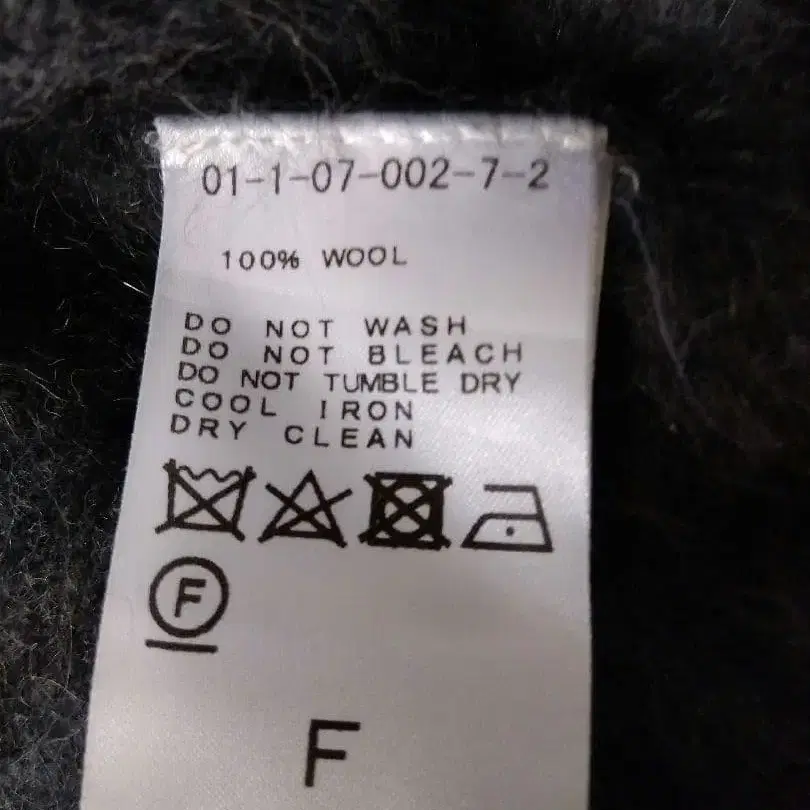 01-1-07-002-7-2
100% WOOL
DO NOT WASH
DO NOT BLEACH
DO NOT TUMBLE DRY
COOL IRON
DRY CLEAN
F
F